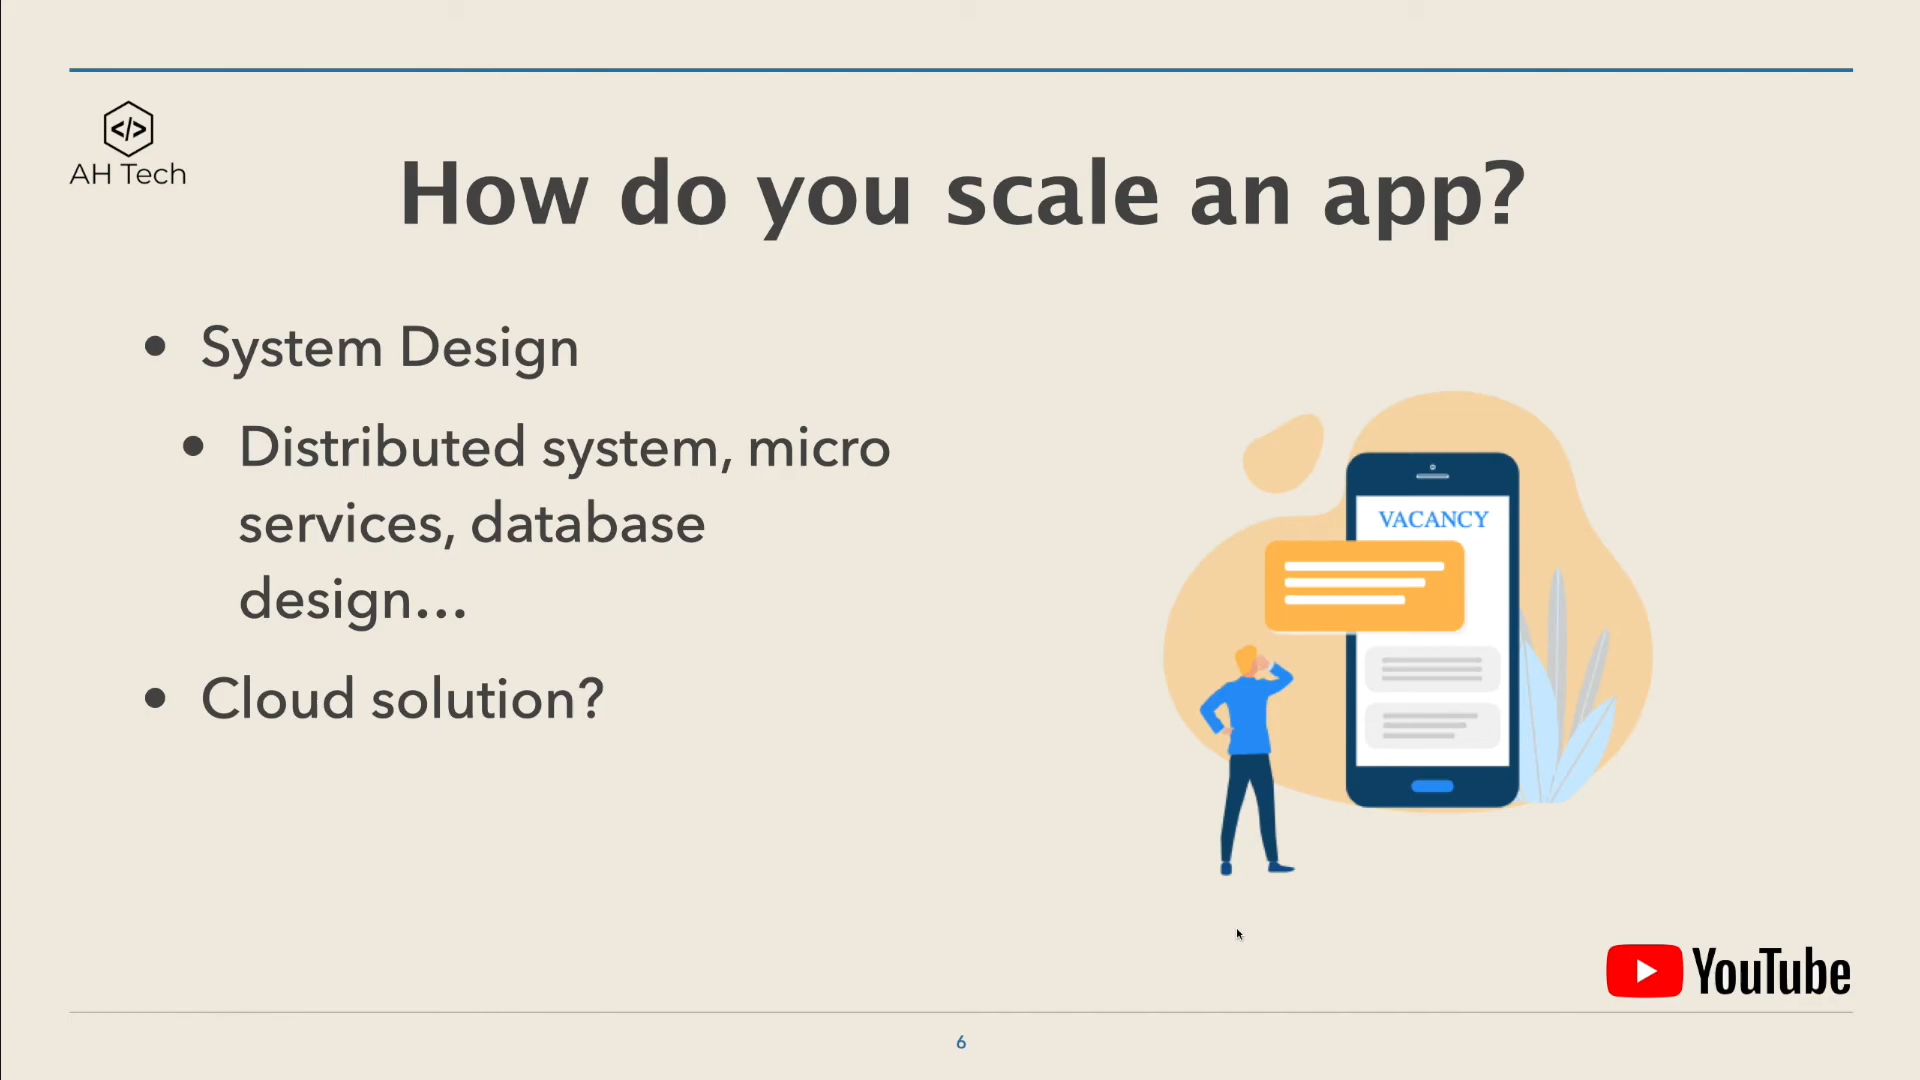 </>
AH Tech
How do you scale an app?
• System Design
• Distributed system, micro
services, database
design...
• Cloud solution?
VACANCY
YouTube
6